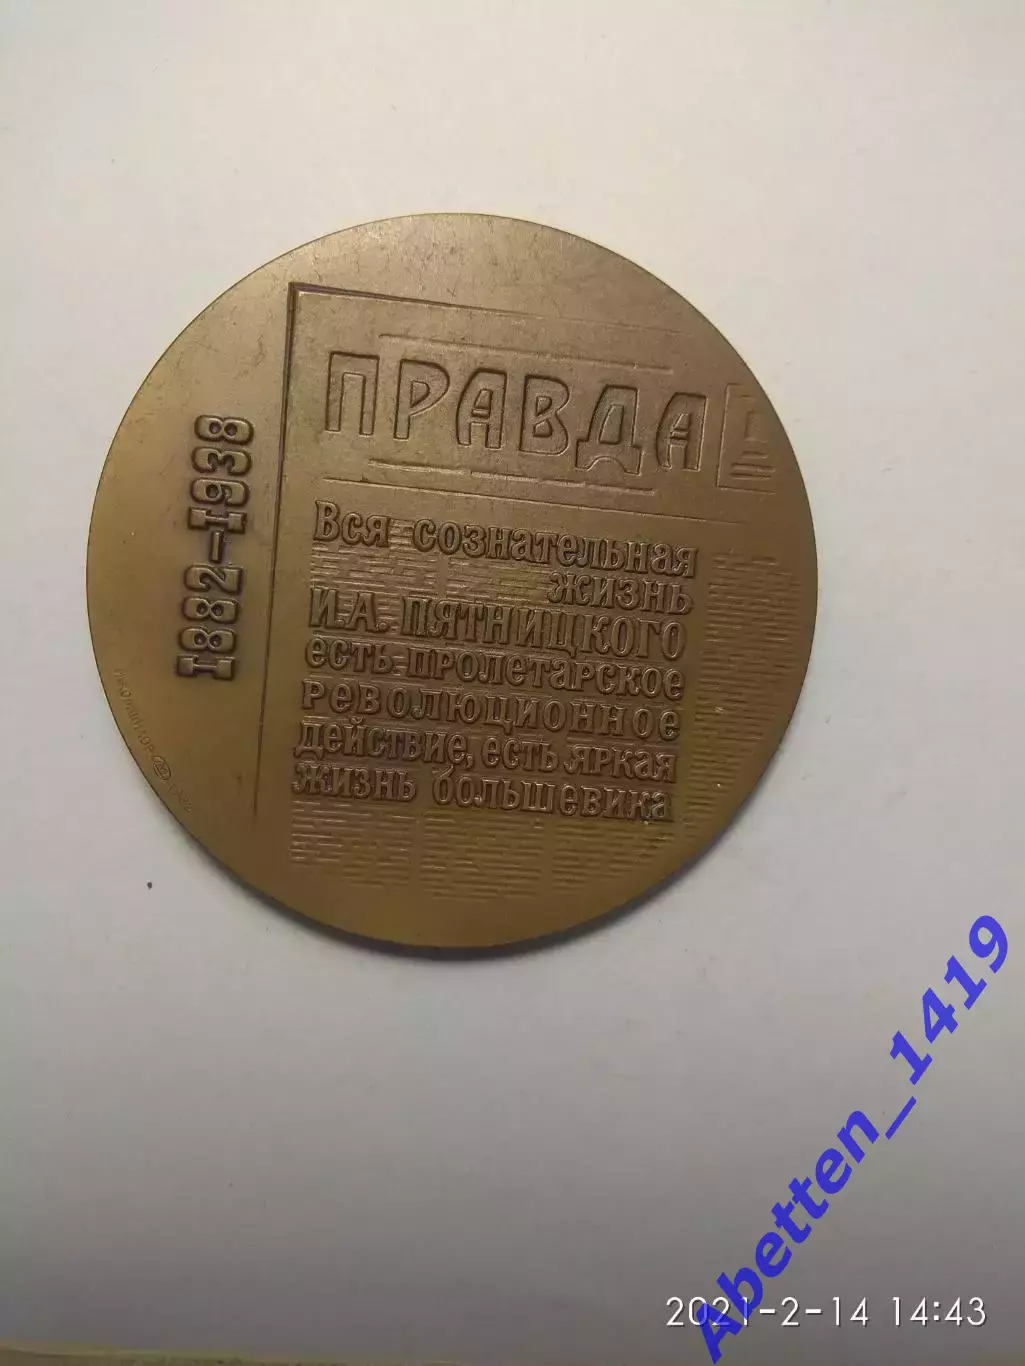 ПРАВДА
1882-1938
Вся сознательная
жизнь
И.А. ПЯТНИЦКОГО
есть пролетарское
революционное
действие, есть яркая
жизнь большевика
Abetten_1419
2021-2-14 14:43